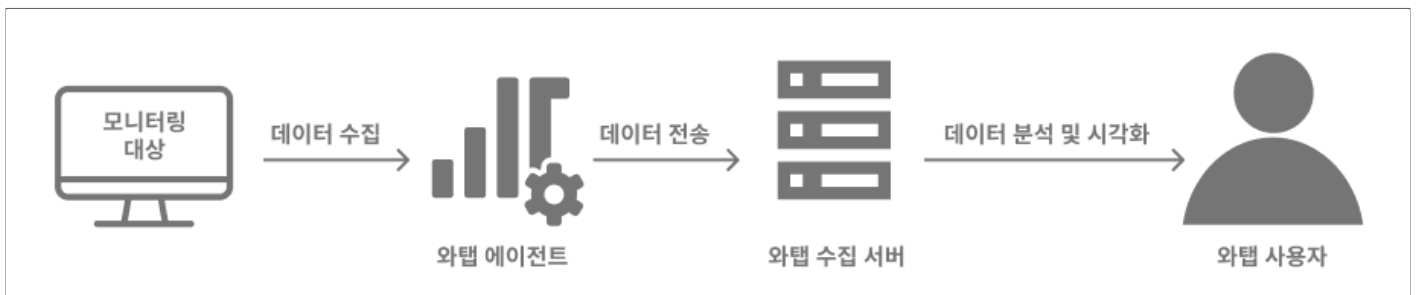 모니터링
대상
데이터 수집
데이터 전송
데이터 분석 및 시각화
와탭 에이전트
와탭 수집 서버
와탭 사용자